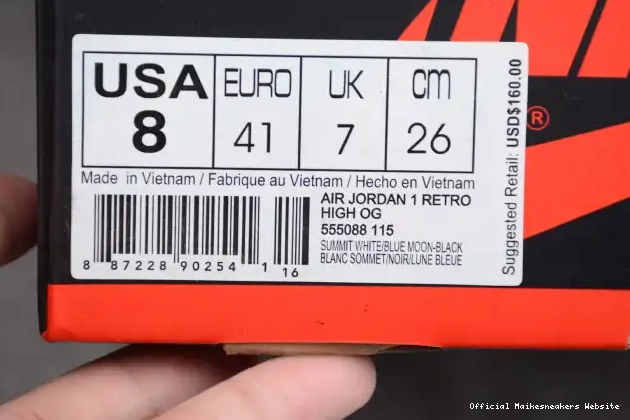 USA EURO UK cm
8 41 7 26
Made in Vietnam / Fabrique au Vietnam / Hecho en Vietnam
AIR JORDAN 1 RETRO
HIGH OG
555088 115
SUMMIT WHITE/BLUE MOON-BLACK
BLANC SOMMET/NOIR/LUNE BLEUE
8 87228 90254 1 16
Suggested Retail: USD$160.00
®
Official Maikesneakers Website